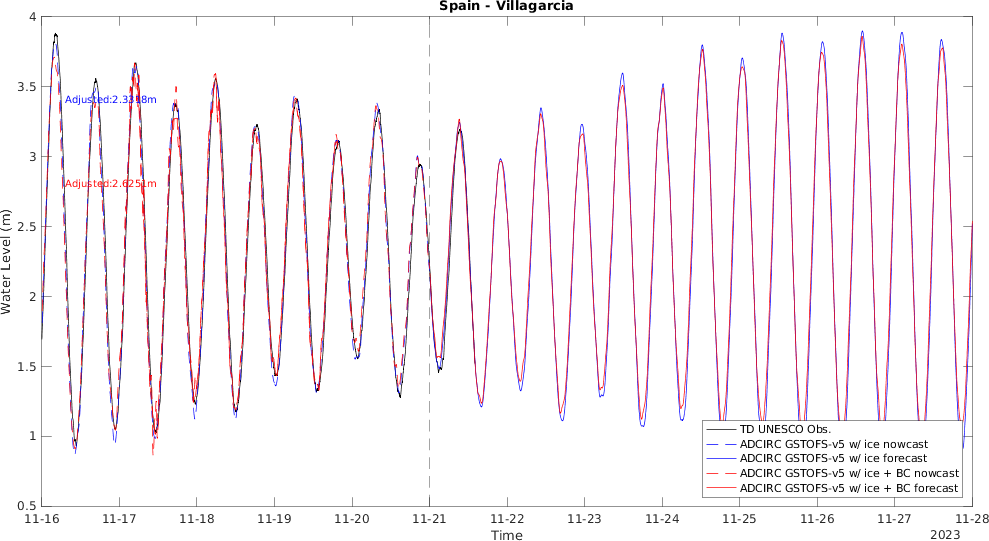 Spain - Villagarcia
4
3.5
3
2.5
2
1.5
1
0.5
Water Level (m)
Adjusted:2.3318m
Adjusted:2.6251m
TD UNESCO Obs.
ADCIRC GSTOFS-v5 w/ ice nowcast
ADCIRC GSTOFS-v5 w/ ice forecast
ADCIRC GSTOFS-v5 w/ ice + BC nowcast
ADCIRC GSTOFS-v5 w/ ice + BC forecast
11-16 11-17 11-18 11-19 11-20 11-21 11-22 11-23 11-24 11-25 11-26 11-27 11-28
Time
2023